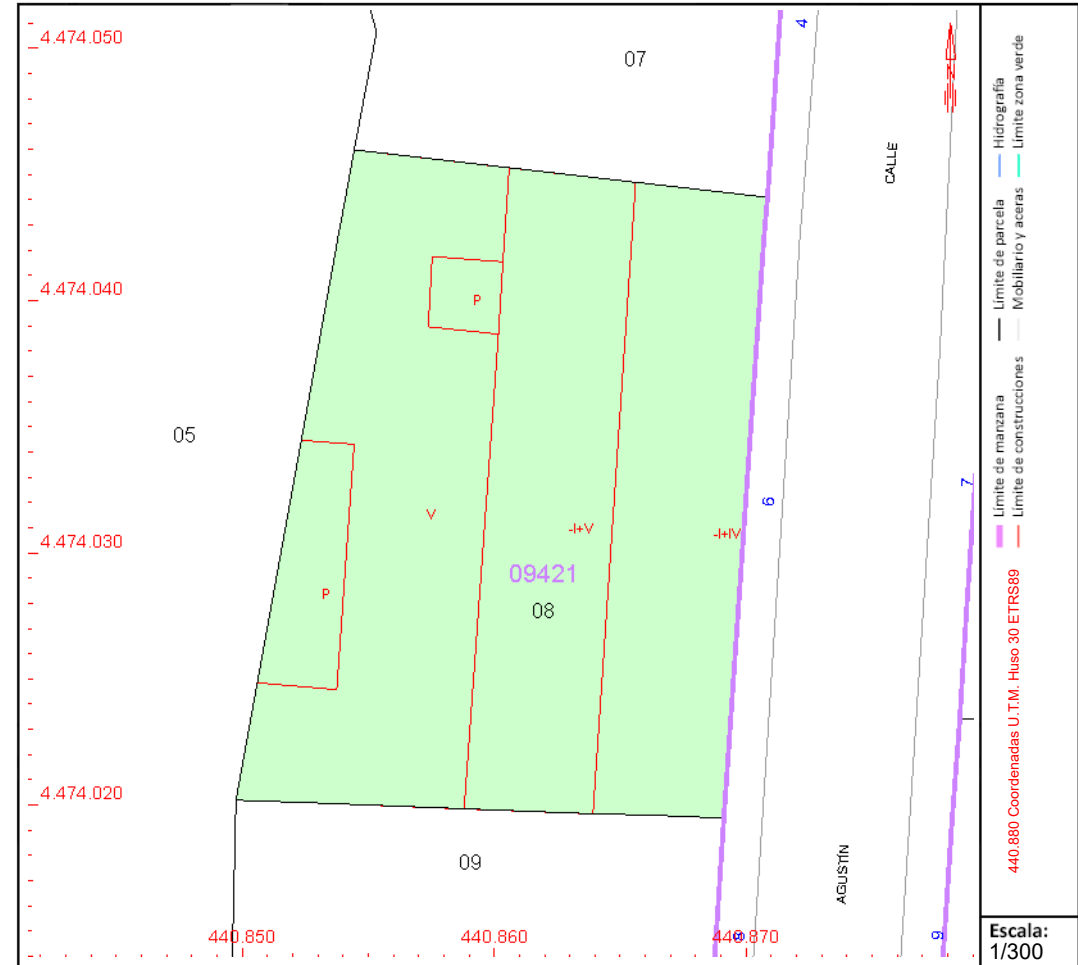 4.474.050
4.474.040
4.474.030
4.474.020
440.850
440.860
440.870
07
05
08
09
09421
P
P
V
-I+V
-I+IV
4
6
8
7
9
CALLE
AGUSTÍN
N
Hidrografía
Límite zona verde
Límite de parcela
Mobiliario y aceras
Límite de manzana
Límite de construcciones
440.880 Coordenadas U.T.M. Huso 30 ETRS89
Escala:
1/300